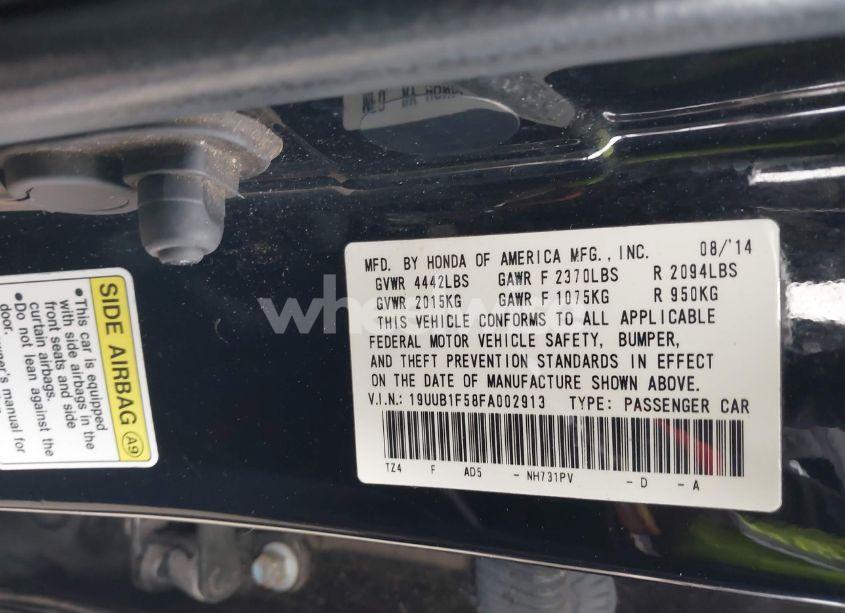 MFD. BY HONDA OF AMERICA MFG., INC. 08/'14
GVWR 4442LBS GAWR F 2370LBS R 2094LBS
GVWR 2015KG GAWR F 1075KG R 950KG
THIS VEHICLE CONFORMS TO ALL APPLICABLE
FEDERAL MOTOR VEHICLE SAFETY, BUMPER,
AND THEFT PREVENTION STANDARDS IN EFFECT
ON THE DATE OF MANUFACTURE SHOWN ABOVE.
V.I.N.: 19UUB1F58FA002913 TYPE: PASSENGER CAR
TZ4 F AD5 - NH731PV - D - A
SIDE AIRBAG A9
•This car is equipped
with side airbags in the
front seats and side
curtain airbags.
•Do not lean against the
door. owner's manual for